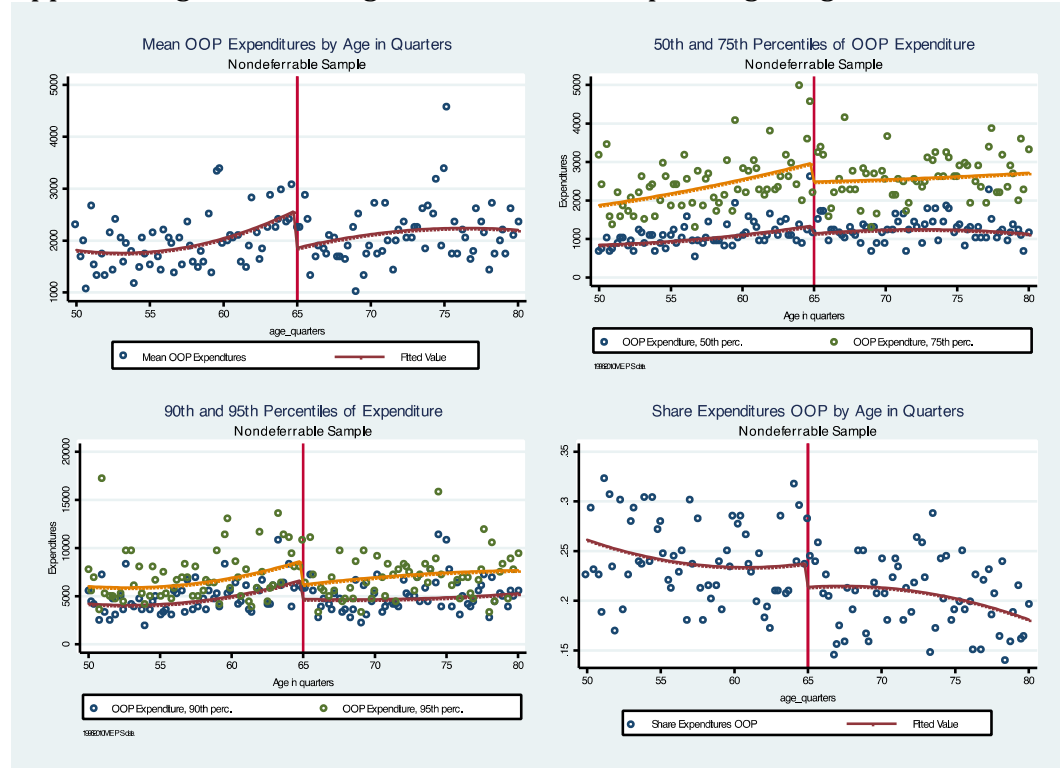 Mean OOP Expenditures by Age in Quarters
Nondeferrable Sample
5000
4000
3000
2000
1000
50 55 60 65 70 75 80
age_quarters
Mean OOP Expenditures Fitted Value
50th and 75th Percentiles of OOP Expenditure
Nondeferrable Sample
Expenditures
5000
4000
3000
2000
1000
0
50 55 60 65 70 75 80
Age in quarters
OOP Expenditure, 50th perc. OOP Expenditure, 75th perc.
90th and 95th Percentiles of Expenditure
Nondeferrable Sample
Expenditures
20000
15000
10000
5000
0
50 55 60 65 70 75 80
Age in quarters
OOP Expenditure, 90th perc. OOP Expenditure, 95th perc.
Share Expenditures OOP by Age in Quarters
Nondeferrable Sample
.35
.3
.25
.2
.15
50 55 60 65 70 75 80
age_quarters
Share Expenditures OOP Fitted Value